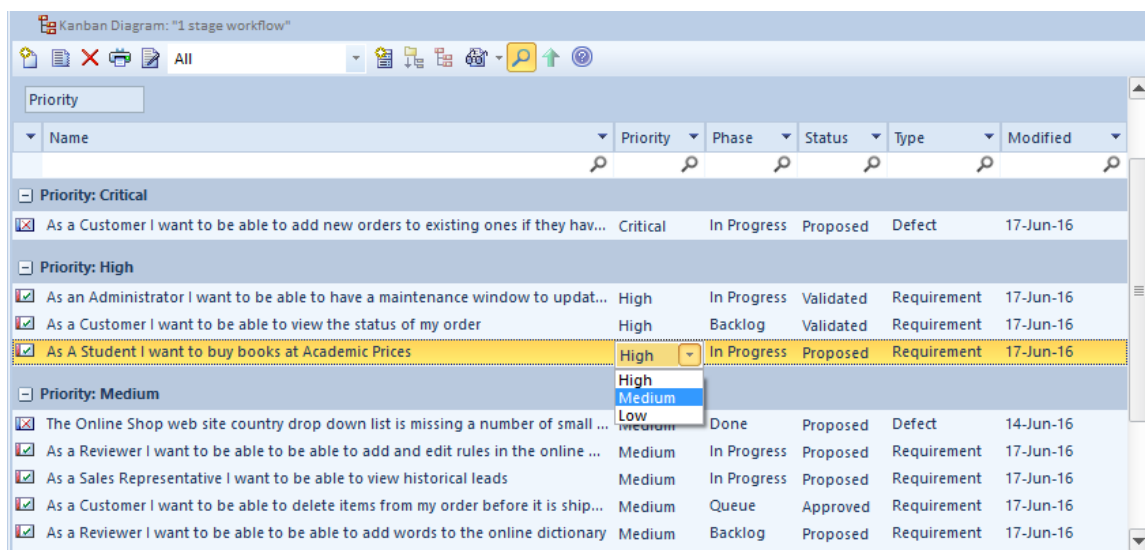 Kanban Diagram: "1 stage workflow"
All
Priority
Name Priority Phase Status Type Modified
Priority: Critical
As a Customer I want to be able to add new orders to existing ones if they hav... Critical In Progress Proposed Defect 17-Jun-16
Priority: High
As an Administrator I want to be able to have a maintenance window to updat... High In Progress Validated Requirement 17-Jun-16
As a Customer I want to be able to view the status of my order High Backlog Validated Requirement 17-Jun-16
As A Student I want to buy books at Academic Prices High In Progress Proposed Requirement 17-Jun-16
High
Priority: Medium
Medium
Low
The Online Shop web site country drop down list is missing a number of small ... Medium Done Proposed Defect 14-Jun-16
As a Reviewer I want to be able to be able to add and edit rules in the online ... Medium In Progress Proposed Requirement 17-Jun-16
As a Sales Representative I want to be able to view historical leads Medium In Progress Proposed Requirement 17-Jun-16
As a Customer I want to be able to delete items from my order before it is ship... Medium Queue Approved Requirement 17-Jun-16
As a Reviewer I want to be able to be able to add words to the online dictionary Medium Backlog Proposed Requirement 17-Jun-16